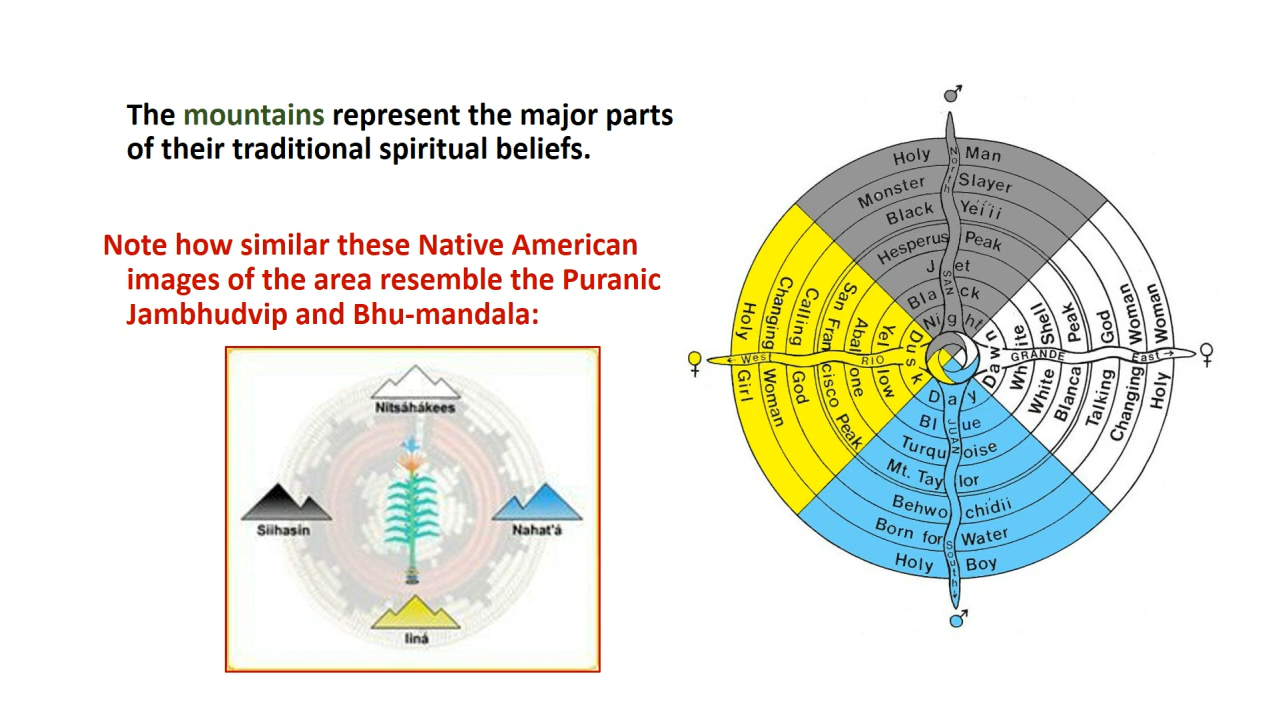 The mountains represent the major parts
of their traditional spiritual beliefs.
Note how similar these Native American
images of the area resemble the Puranic
Jambhudvip and Bhu-mandala:
Nitsáhákees
Siihasin
Nahat'á
Iiná
♂
North
Holy Man
Monster Slayer
Black Yeíìi
Hesperus Peak
Jet
Black
Night
SAN
♀
← West
RIO
Holy Girl
Changing Woman
Calling God
San Francisco Peak
Abalone
Yellow
Dusk
Dawn
White
White Shell
Blanca Peak
Talking God
Changing Woman
Holy Woman
GRANDE
East →
♀
Day
Blue
Turquoise
Mt. Taylor
Behwochídii
Born for Water
Holy Boy
JUAN
South →
♂